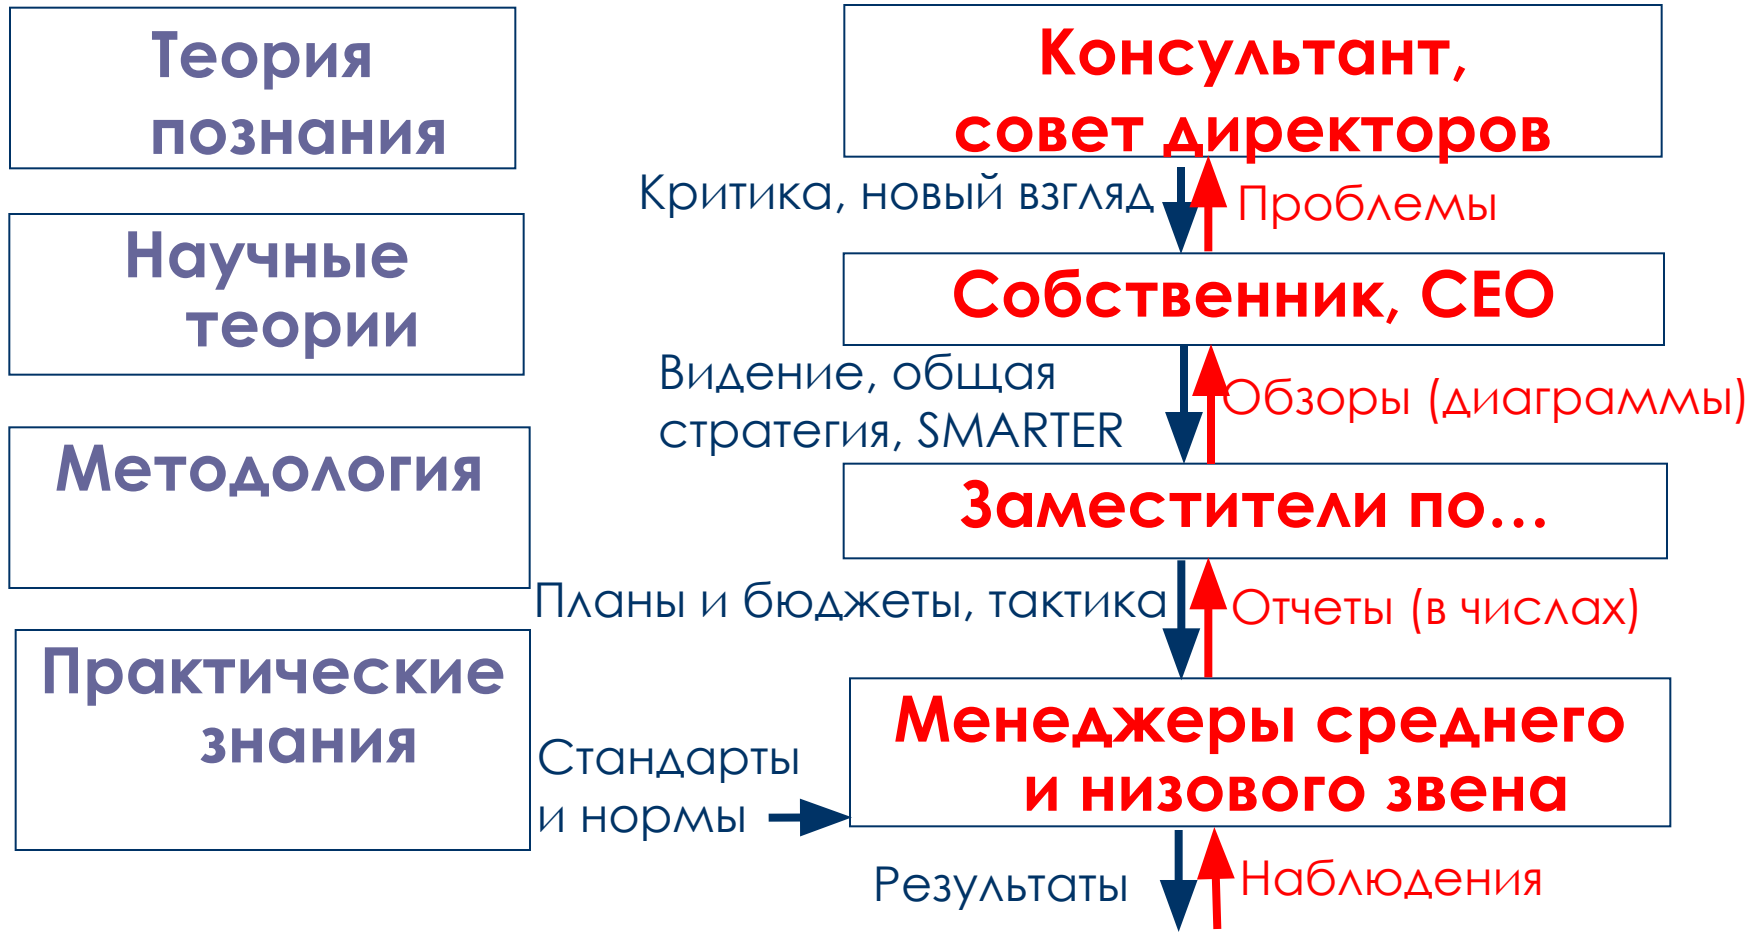 Теория
познания
Консультант,
совет директоров
Критика, новый взгляд
Проблемы
Научные
теории
Собственник, CEO
Видение, общая
стратегия, SMARTER
Обзоры (диаграммы)
Методология
Заместители по...
Планы и бюджеты, тактика
Отчеты (в числах)
Практические
знания
Менеджеры среднего
и низового звена
Стандарты
и нормы
Результаты
Наблюдения